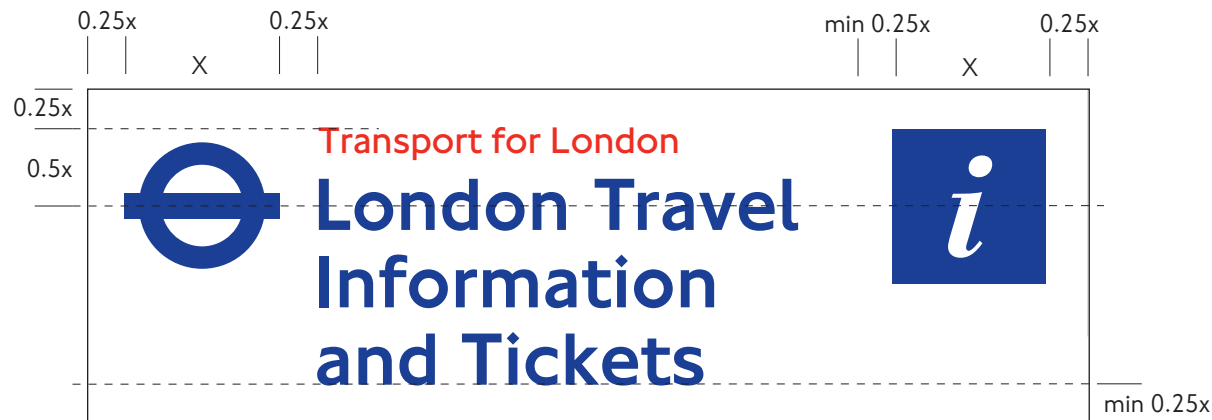 0.25x 0.25x min 0.25x 0.25x
X X
0.25x
Transport for London
0.5x
London Travel
i
Information
and Tickets
min 0.25x